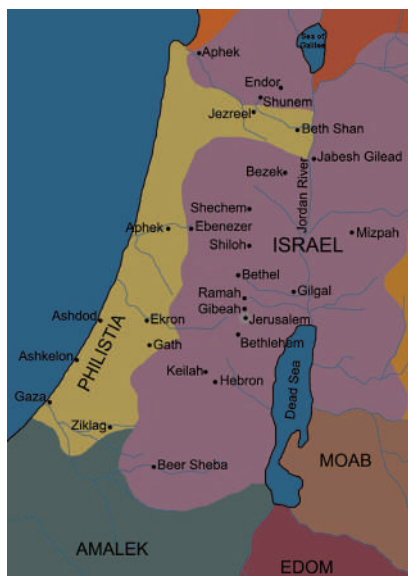 Sea of
Galilee
Aphek
Endor
Shunem
Jezreel
Beth Shan
Jabesh Gilead
Bezek
Jordan River
Shechem
Aphek
Ebenezer
Mizpah
Shiloh
ISRAEL
Bethel
Ramah
Gilgal
Gibeah
Jerusalem
Ashdod
Ekron
Bethlehem
Gath
PHILISTIA
Ashkelon
Keilah
Hebron
Dead Sea
Gaza
Ziklag
Beer Sheba
MOAB
AMALEK
EDOM